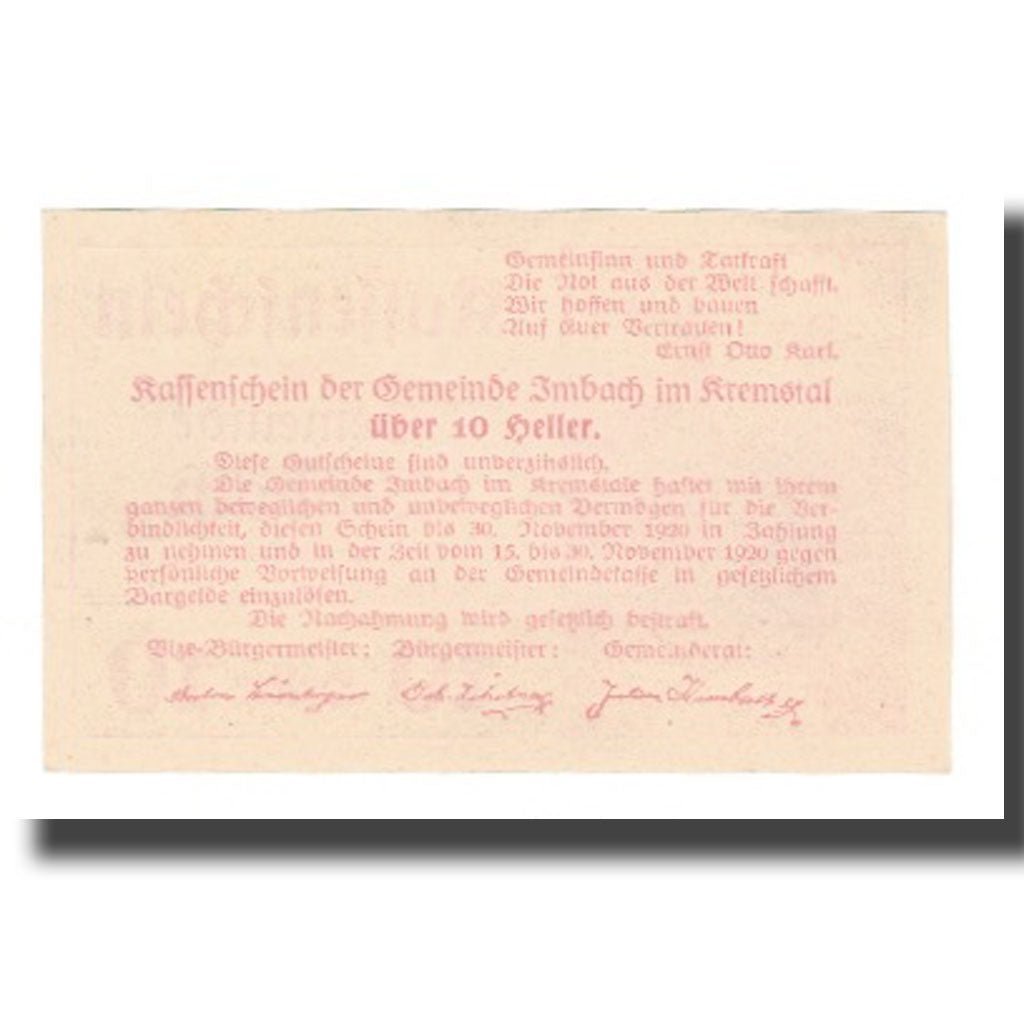 Gemeinsinn und Tatkraft
Die Not aus der Welt schafft.
Wir hoffen und bauen
Auf Euer Vertrauen!
Ernst Otto Karl.
Kassenschein der Gemeinde Imbach im Kremstal
über 10 Heller.
Diese Gutscheine sind unverzinslich.
Die Gemeinde Imbach im Kremstale haftet mit ihrem
ganzen beweglichen und unbeweglichen Vermögen für die Ver-
bindlichkeit, diesen Schein bis 30. November 1920 in Zahlung
zu nehmen und in der Zeit vom 15. bis 30. November 1920 gegen
persönliche Vorweisung an der Gemeindekasse in gesetzlichem
Bargelde einzulösen.
Die Nachahmung wird gesetzlich bestraft.
Vize-Bürgermeister: Bürgermeister: Gemeinderat: